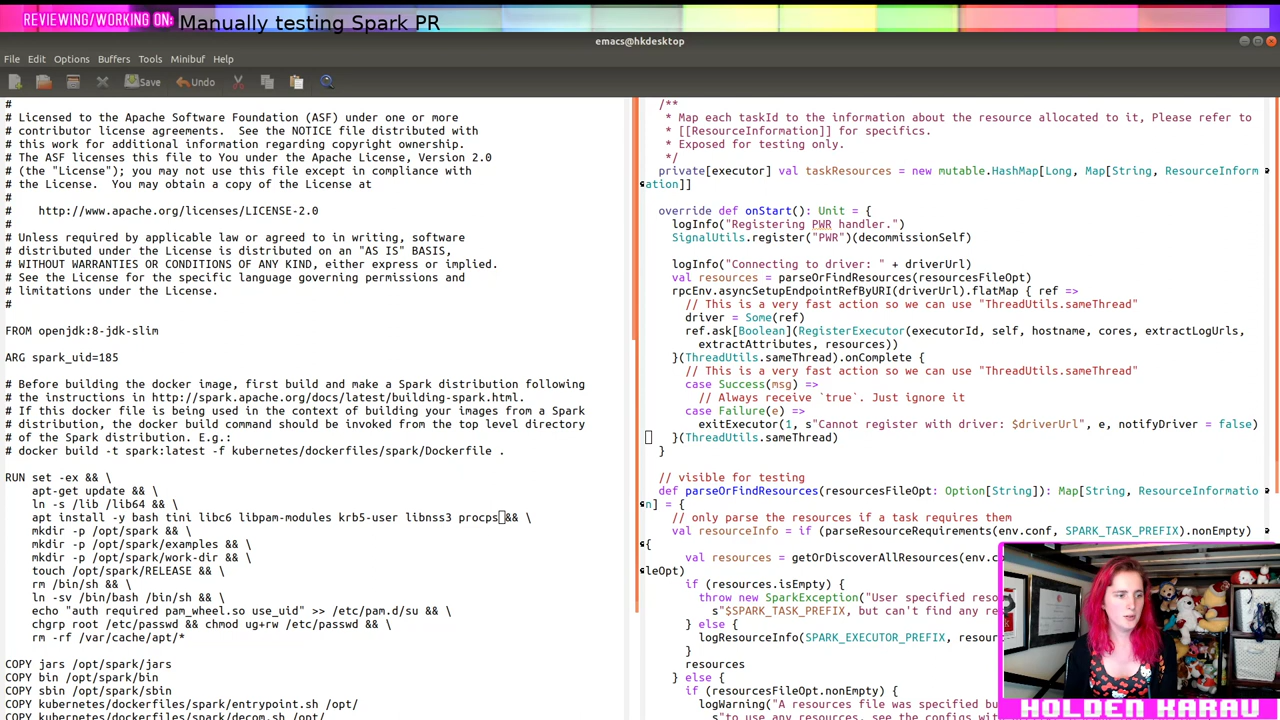 REVIEWING/WORKING ON: Manually testing Spark PR
emacs@hkdesktop
File Edit Options Buffers Tools Minibuf Help
Save Undo
#
# Licensed to the Apache Software Foundation (ASF) under one or more
# contributor license agreements.  See the NOTICE file distributed with
# this work for additional information regarding copyright ownership.
# The ASF licenses this file to You under the Apache License, Version 2.0
# (the "License"); you may not use this file except in compliance with
# the License.  You may obtain a copy of the License at
#
#    http://www.apache.org/licenses/LICENSE-2.0
#
# Unless required by applicable law or agreed to in writing, software
# distributed under the License is distributed on an "AS IS" BASIS,
# WITHOUT WARRANTIES OR CONDITIONS OF ANY KIND, either express or implied.
# See the License for the specific language governing permissions and
# limitations under the License.
#
FROM openjdk:8-jdk-slim
ARG spark_uid=185
# Before building the docker image, first build and make a Spark distribution following
# the instructions in http://spark.apache.org/docs/latest/building-spark.html.
# If this docker file is being used in the context of building your images from a Spark
# distribution, the docker build command should be invoked from the top level directory
# of the Spark distribution. E.g.:
# docker build -t spark:latest -f kubernetes/dockerfiles/spark/Dockerfile .
RUN set -ex && \
    apt-get update && \
    ln -s /lib /lib64 && \
    apt install -y bash tini libc6 libpam-modules krb5-user libnss3 procps && \
    mkdir -p /opt/spark && \
    mkdir -p /opt/spark/examples && \
    mkdir -p /opt/spark/work-dir && \
    touch /opt/spark/RELEASE && \
    rm /bin/sh && \
    ln -sv /bin/bash /bin/sh && \
    echo "auth required pam_wheel.so use_uid" >> /etc/pam.d/su && \
    chgrp root /etc/passwd && chmod ug+rw /etc/passwd && \
    rm -rf /var/cache/apt/*
COPY jars /opt/spark/jars
COPY bin /opt/spark/bin
COPY sbin /opt/spark/sbin
COPY kubernetes/dockerfiles/spark/entrypoint.sh /opt/
COPY kubernetes/dockerfiles/spark/decom.sh /opt/
/**
 * Map each taskId to the information about the resource allocated to it, Please refer to
 * [[ResourceInformation]] for specifics.
 * Exposed for testing only.
 */
private[executor] val taskResources = new mutable.HashMap[Long, Map[String, ResourceInform
ation]]
override def onStart(): Unit = {
  logInfo("Registering PWR handler.")
  SignalUtils.register("PWR")(decommissionSelf)
  logInfo("Connecting to driver: " + driverUrl)
  val resources = parseOrFindResources(resourcesFileOpt)
  rpcEnv.asyncSetupEndpointRefByURI(driverUrl).flatMap { ref =>
    // This is a very fast action so we can use "ThreadUtils.sameThread"
    driver = Some(ref)
    ref.ask[Boolean](RegisterExecutor(executorId, self, hostname, cores, extractLogUrls,
      extractAttributes, resources))
  }(ThreadUtils.sameThread).onComplete {
    // This is a very fast action so we can use "ThreadUtils.sameThread"
    case Success(msg) =>
      // Always receive `true`. Just ignore it
    case Failure(e) =>
      exitExecutor(1, s"Cannot register with driver: $driverUrl", e, notifyDriver = false)
  }(ThreadUtils.sameThread)
}
// visible for testing
def parseOrFindResources(resourcesFileOpt: Option[String]): Map[String, ResourceInformatio
n] = {
  // only parse the resources if a task requires them
  val resourceInfo = if (parseResourceRequirements(env.conf, SPARK_TASK_PREFIX).nonEmpty)
{
    val resources = getOrDiscoverAllResources(env.co
leOpt)
    if (resources.isEmpty) {
      throw new SparkException("User specified reso
        s"$SPARK_TASK_PREFIX, but can't find any re
    } else {
      logResourceInfo(SPARK_EXECUTOR_PREFIX, resour
    }
    resources
  } else {
    if (resourcesFileOpt.nonEmpty) {
      logWarning("A resources file was specified bu
        "to use any resources, see the configs with
HOLDEN KARAU